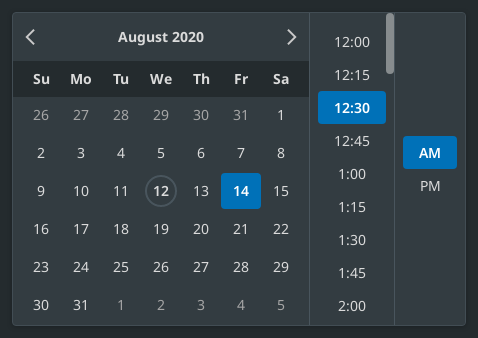 August 2020
Su Mo Tu We Th Fr Sa
26 27 28 29 30 31 1
2 3 4 5 6 7 8
9 10 11 12 13 14 15
16 17 18 19 20 21 22
23 24 25 26 27 28 29
30 31 1 2 3 4 5
12:00
12:15
12:30
12:45
1:00
1:15
1:30
1:45
2:00
AM
PM